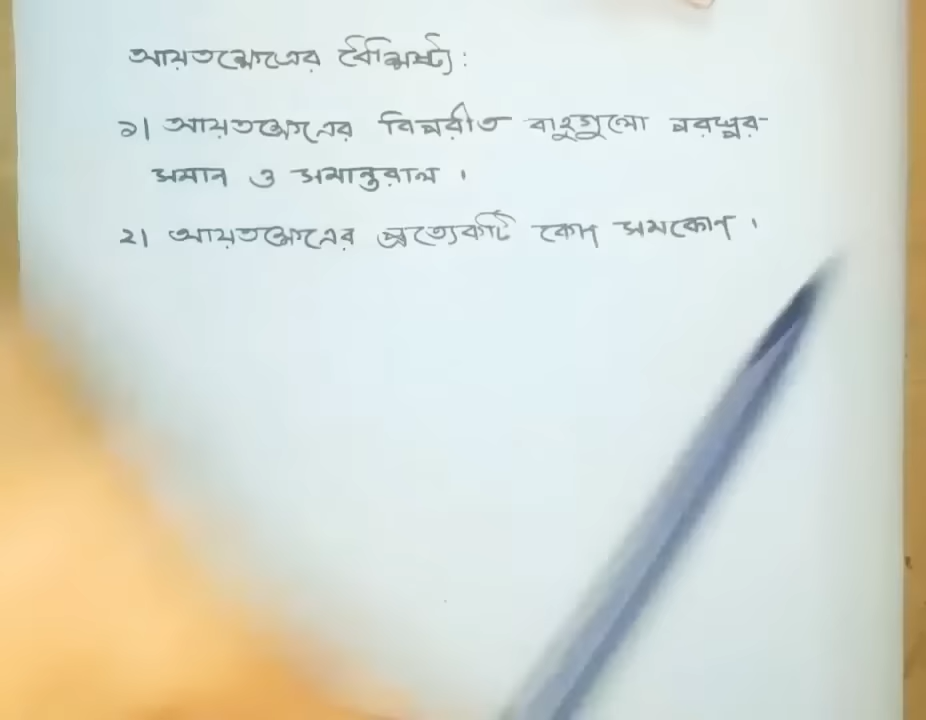 আয়তক্ষেত্রের বৈশিষ্ট্য :
১। আয়তক্ষেত্রের বিপরীত বাহুগুলো পরস্পর
সমান ও সমান্তরাল ।
২। আয়তক্ষেত্রের প্রত্যেকটি কোণ সমকোণ ।